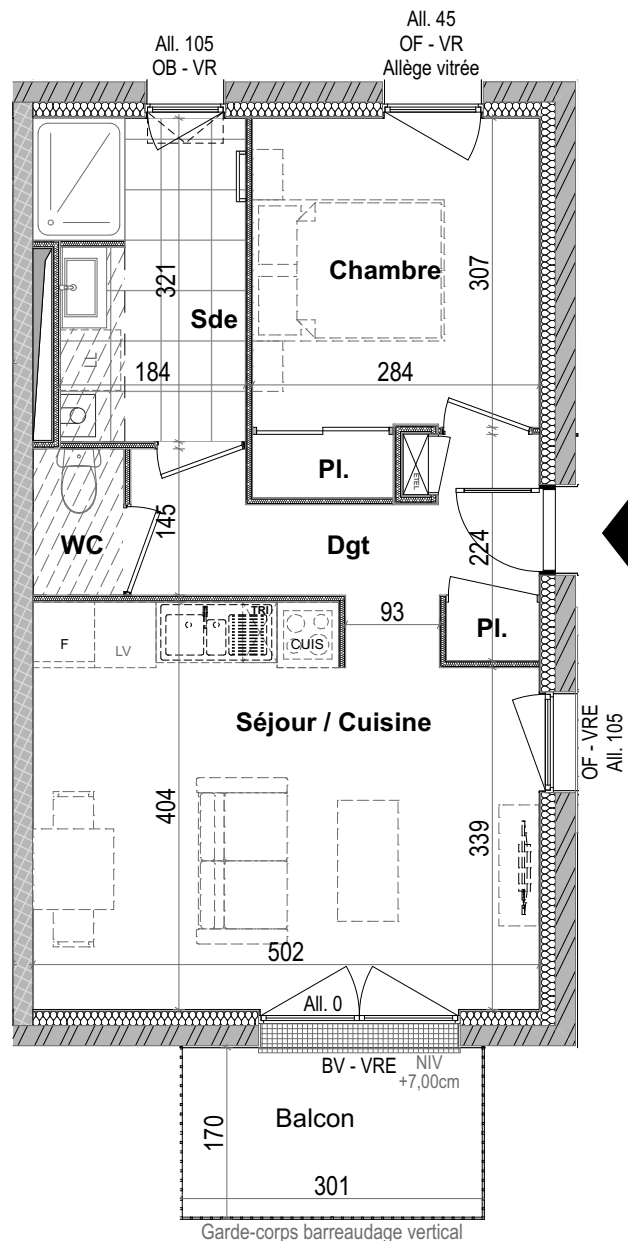 All. 105
OB - VR
All. 45
OF - VR
Allège vitrée
Chambre
321
307
Sde
LL
184
284
Pl.
ETEL
WC
145
Dgt
224
93
Pl.
TRI
F
LV
CUIS
Séjour / Cuisine
OF - VRE
All. 105
404
339
502
All. 0
BV - VRE
NIV
+7,00cm
Balcon
170
301
Garde-corps barreaudage vertical